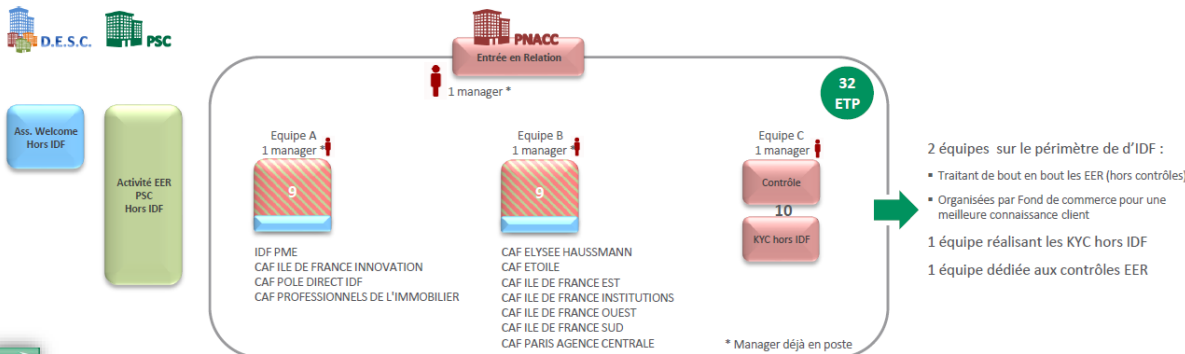 D.E.S.C.
PSC
PNACC
Entrée en Relation
1 manager *
32
ETP
Ass. Welcome
Hors IDF
Activité EER
PSC
Hors IDF
Equipe A
1 manager *
9
IDF PME
CAF ILE DE FRANCE INNOVATION
CAF POLE DIRECT IDF
CAF PROFESSIONNELS DE L'IMMOBILIER
Equipe B
1 manager *
9
CAF ELYSEE HAUSSMANN
CAF ETOILE
CAF ILE DE FRANCE EST
CAF ILE DE FRANCE INSTITUTIONS
CAF ILE DE FRANCE OUEST
CAF ILE DE FRANCE SUD
CAF PARIS AGENCE CENTRALE
Equipe C
1 manager
Contrôle
10
KYC hors IDF
* Manager déjà en poste
2 équipes sur le périmètre de d'IDF :
▪ Traitant de bout en bout les EER (hors contrôles)
▪ Organisées par Fond de commerce pour une
meilleure connaissance client
1 équipe réalisant les KYC hors IDF
1 équipe dédiée aux contrôles EER